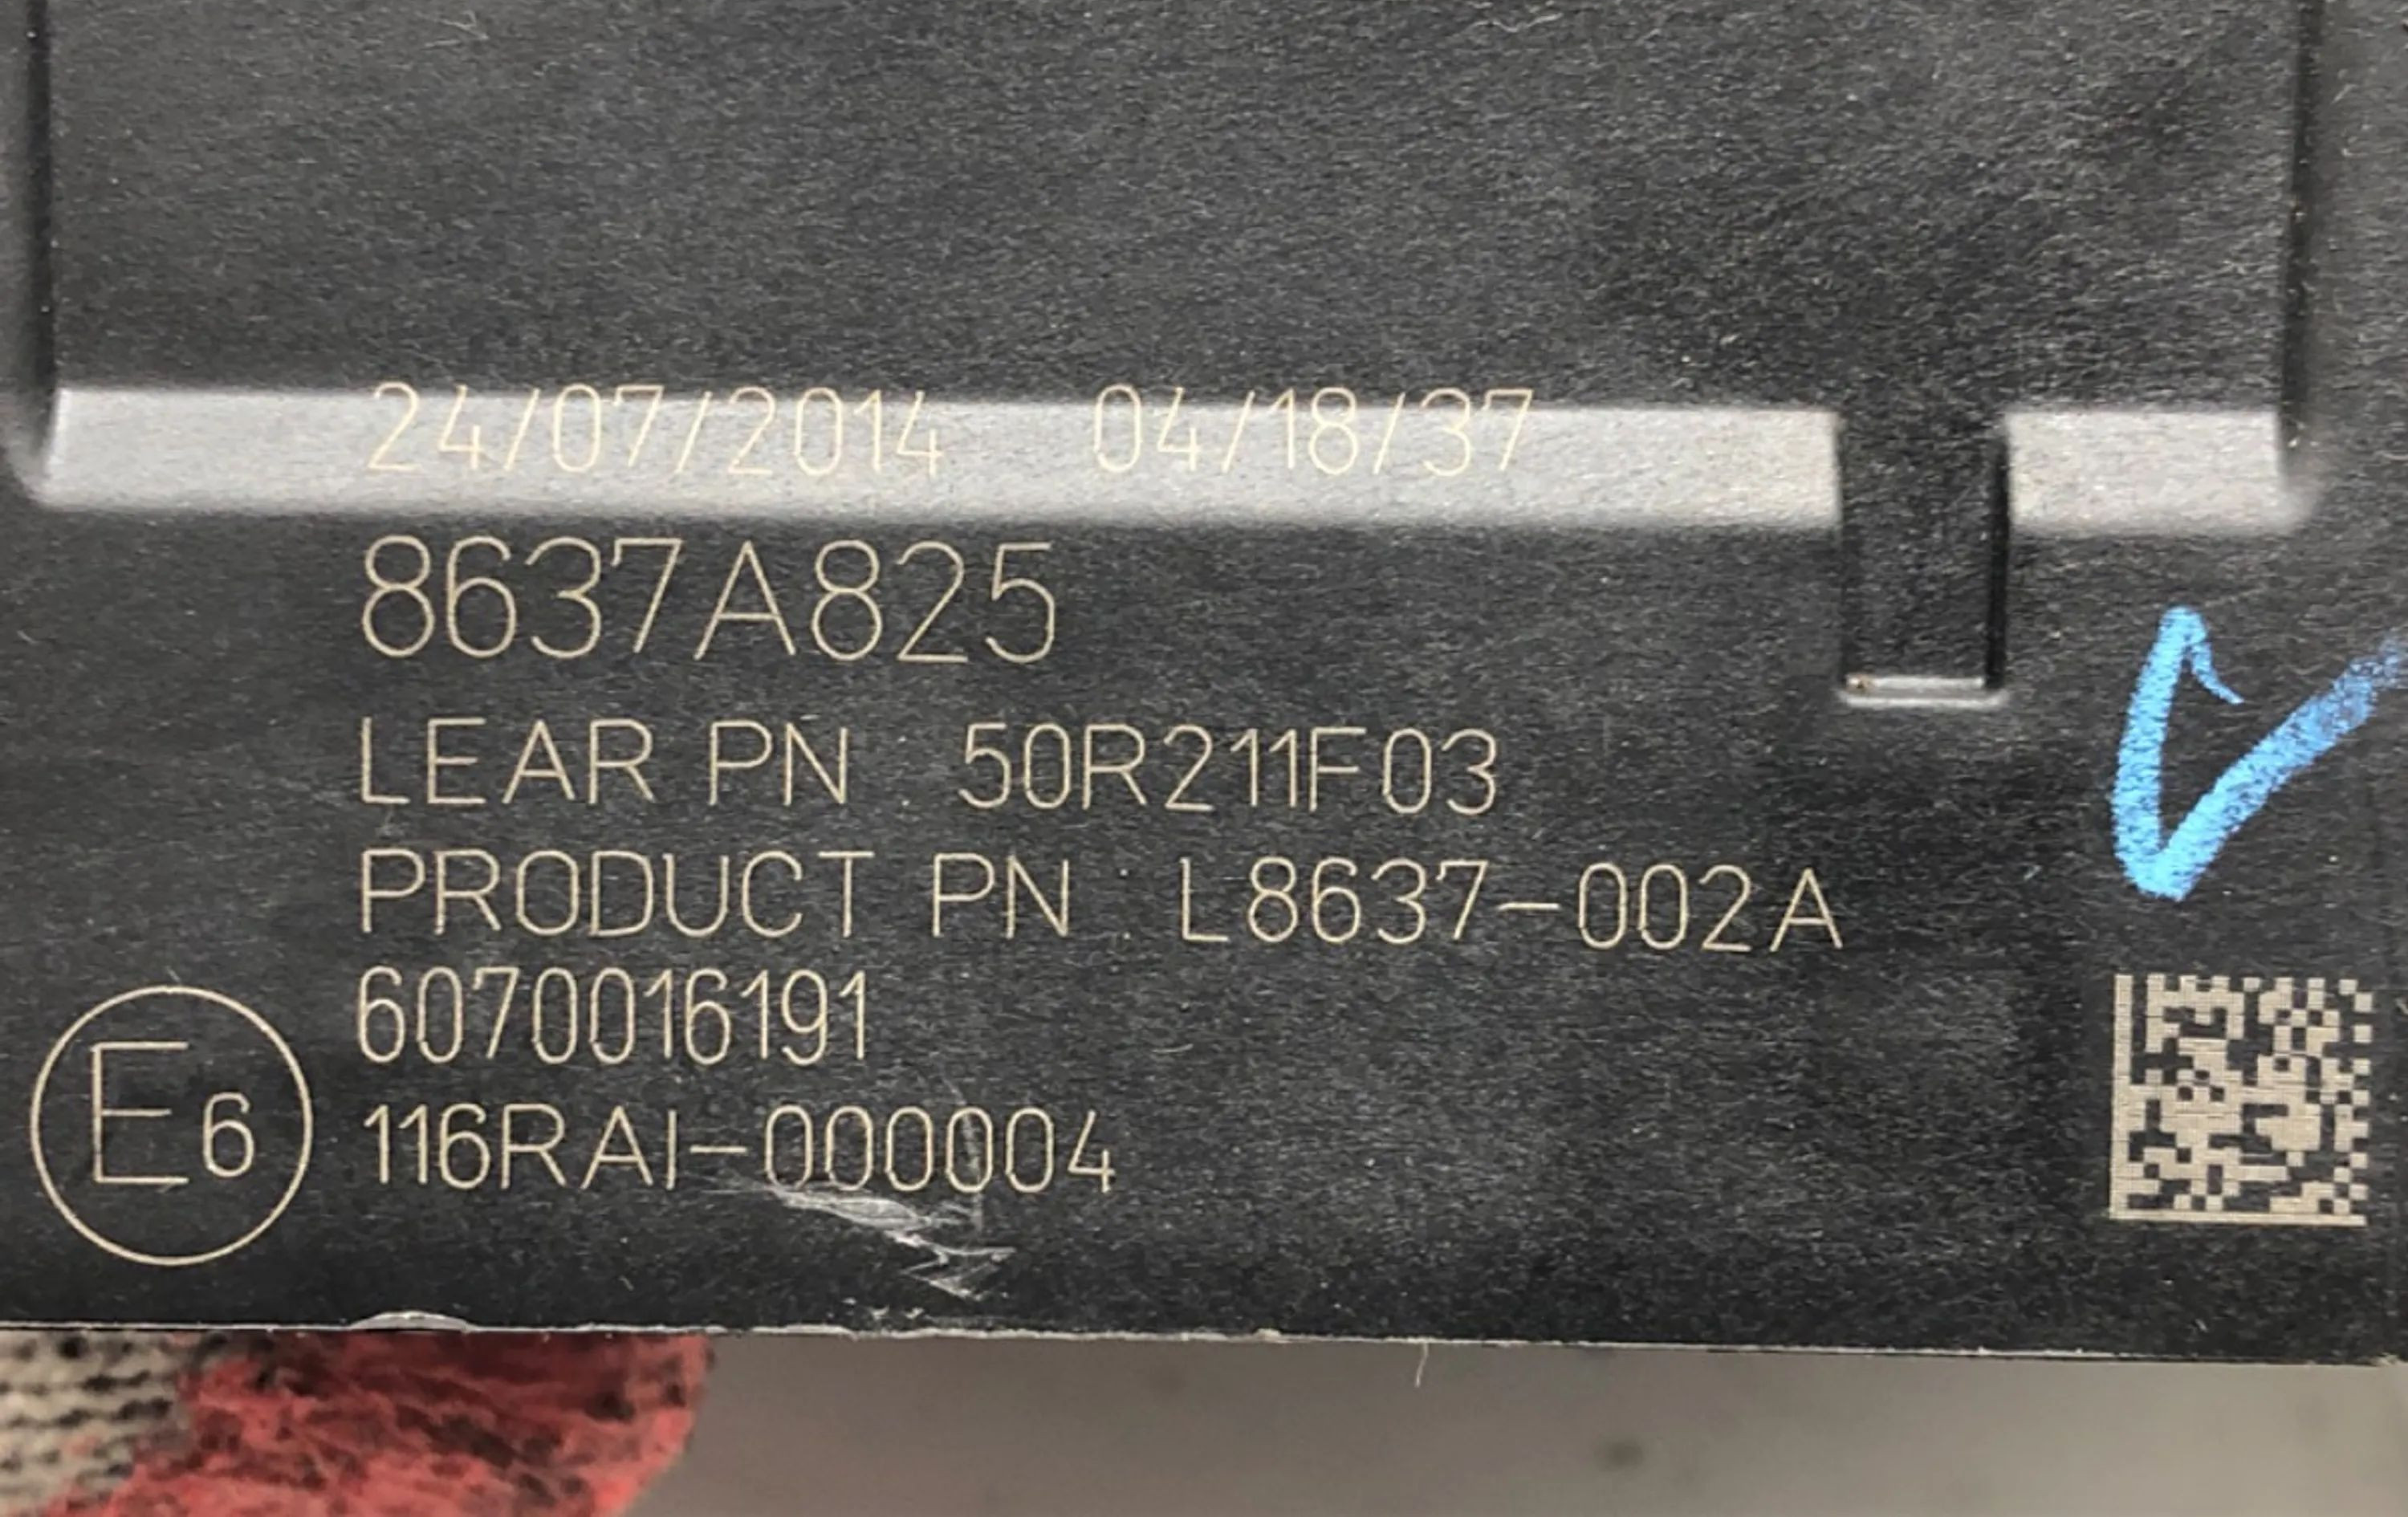 24/07/2014 04/18/37
8637A825
LEAR PN 50R211F03
PRODUCT PN L8637-002A
6070016191
E6 116RAI-000004